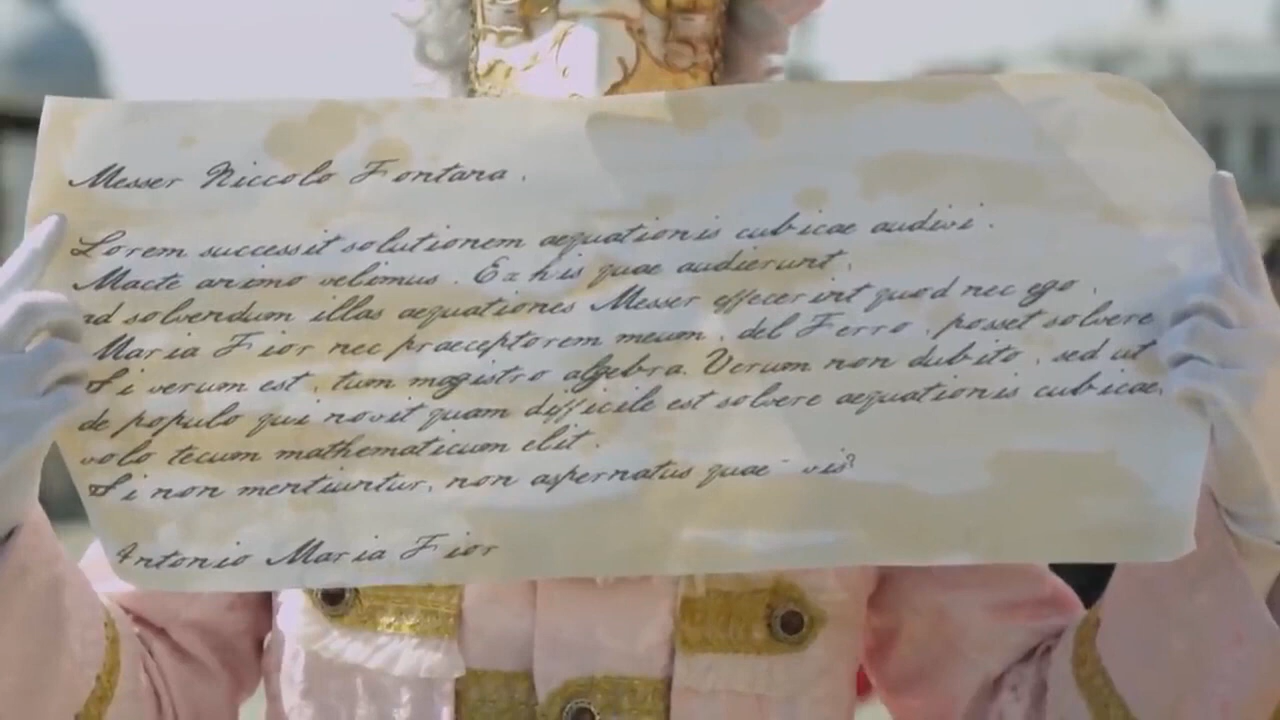 Messer Niccolo Fontana.
Lorem successit solutionem aequationis cubicae audivi.
Macte animo velimus. Ex his quae audierunt,
ad solvendum illas aequationes Messer effecerint quod nec ego,
Maria Fior nec praeceptorem meum, del Ferro, posset solvere
Si verum est, tum magistro algebra. Verum non dubito, sed ut
de populo qui novit quam difficile est solvere aequationis cubicae,
volo tecum mathematicum elit.
Si non mentiuntur, non aspernatus quae - vis?
Antonio Maria Fior